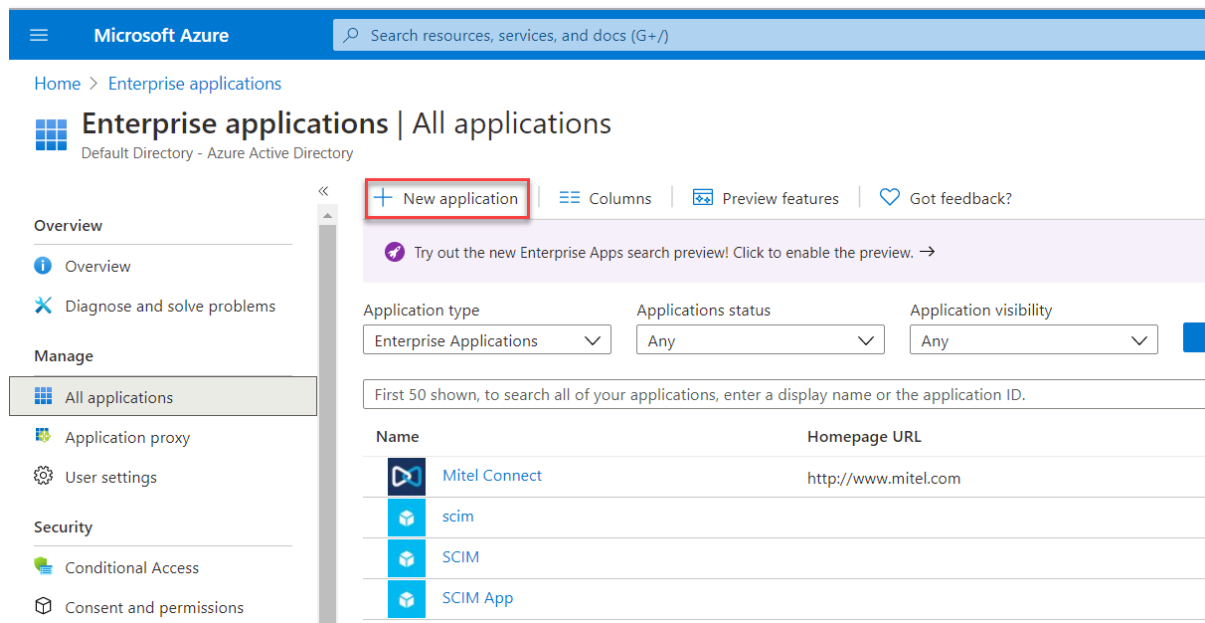 Microsoft Azure
Search resources, services, and docs (G+/)
Home > Enterprise applications
Enterprise applications | All applications
Default Directory - Azure Active Directory
«
New application
Columns
Preview features
Got feedback?
Try out the new Enterprise Apps search preview! Click to enable the preview. →
Overview
Overview
Diagnose and solve problems
Manage
All applications
Application proxy
User settings
Security
Conditional Access
Consent and permissions
Application type
Applications status
Application visibility
Enterprise Applications
Any
Any
First 50 shown, to search all of your applications, enter a display name or the application ID.
Name
Homepage URL
Mitel Connect
http://www.mitel.com
scim
SCIM
SCIM App